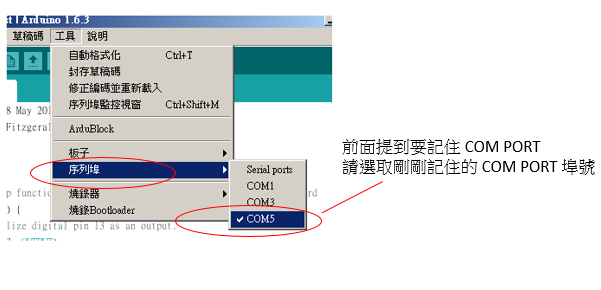 ct | Arduino 1.6.3
草稿碼 工具 說明
自動格式化 Ctrl+T
封存草稿碼
修正編碼並重新載入
序列埠監控視窗 Ctrl+Shift+M
8 May 20
Fitzgeral
ArduBlock
板子
序列埠
Serial ports
COM1
COM3
COM5
燒錄器
燒錄Bootloader
p functi
rd
) {
lize digital pin 13 as an output.
前面提到要記住 COM PORT
請選取剛剛記住的 COM PORT 埠號